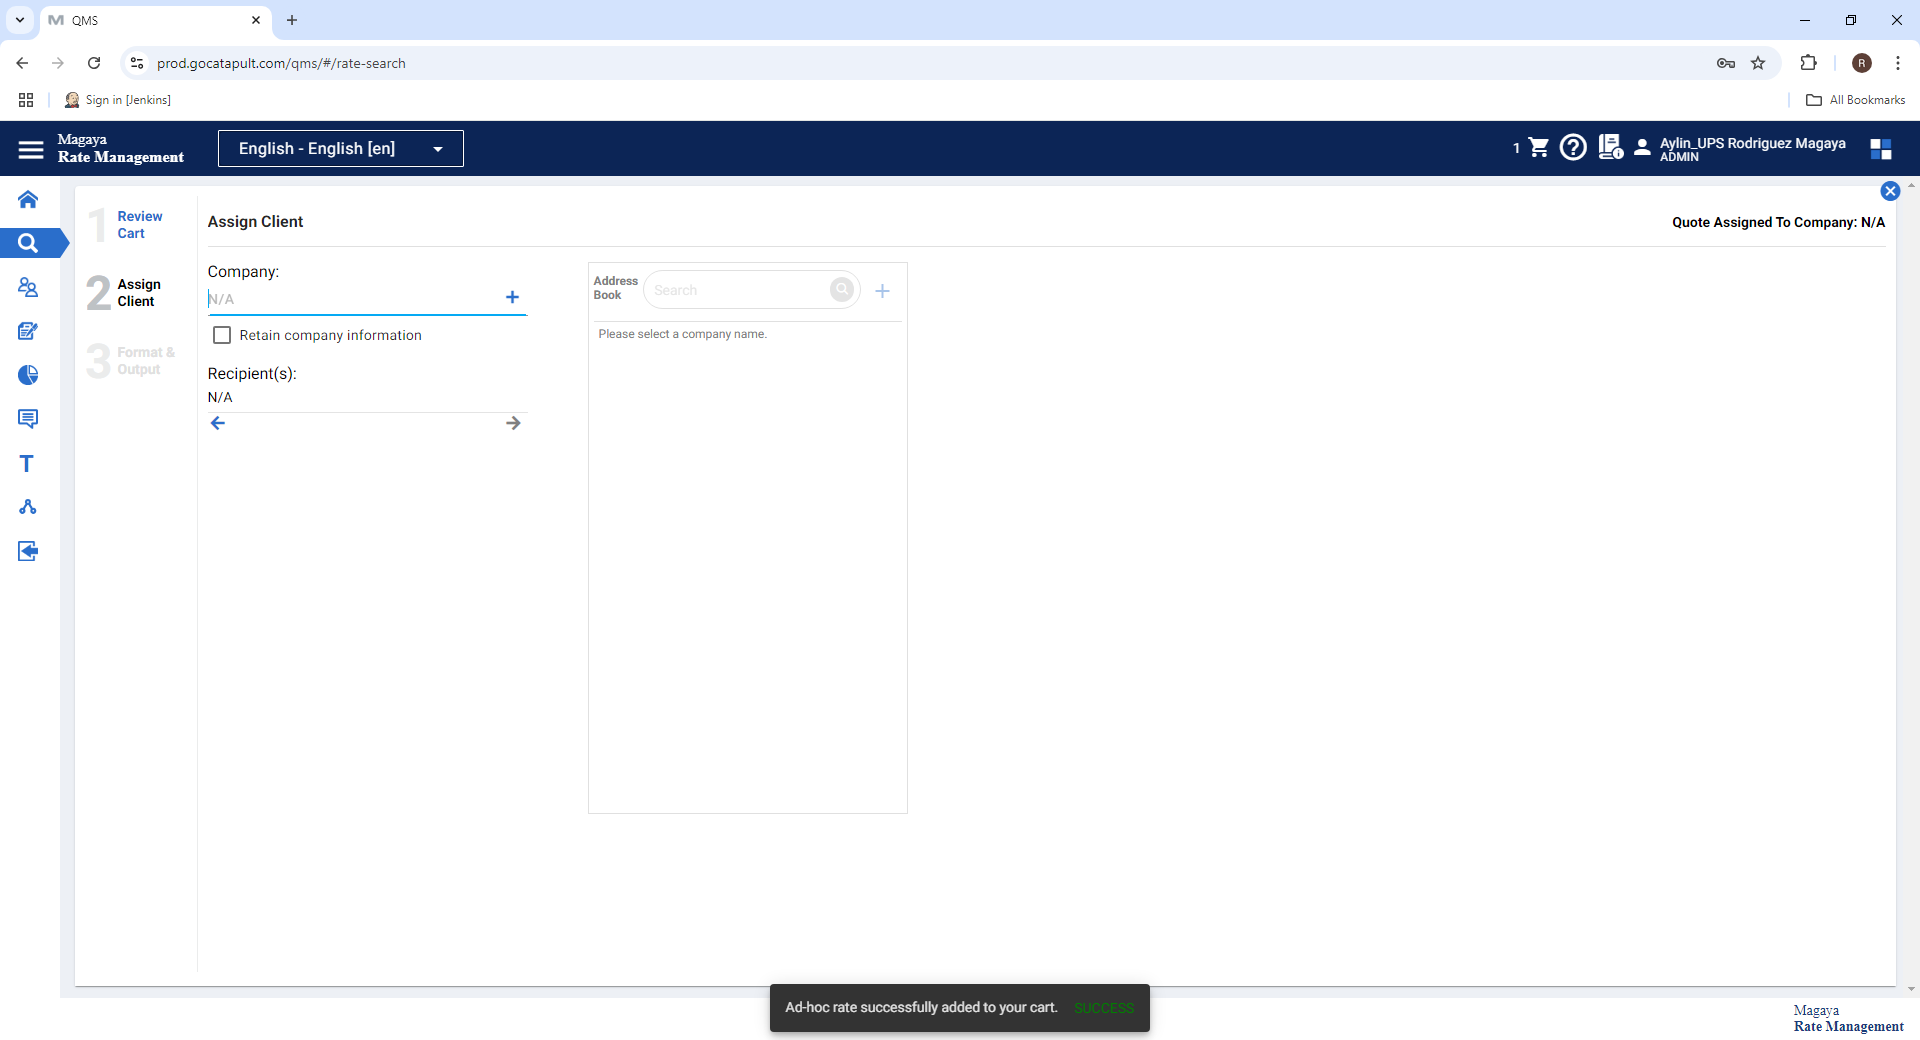 QMS
prod.gocatapult.com/qms/#/rate-search
R
Sign in [Jenkins]
All Bookmarks
Magaya
Rate Management
English - English [en]
1
Aylin_UPS Rodriguez Magaya
ADMIN
1 Review Cart
2 Assign Client
3 Format & Output
Assign Client
Quote Assigned To Company: N/A
Company:
N/A
Retain company information
Recipient(s):
N/A
Address Book
Search
Please select a company name.
T
Ad-hoc rate successfully added to your cart. SUCCESS
Magaya
Rate Management